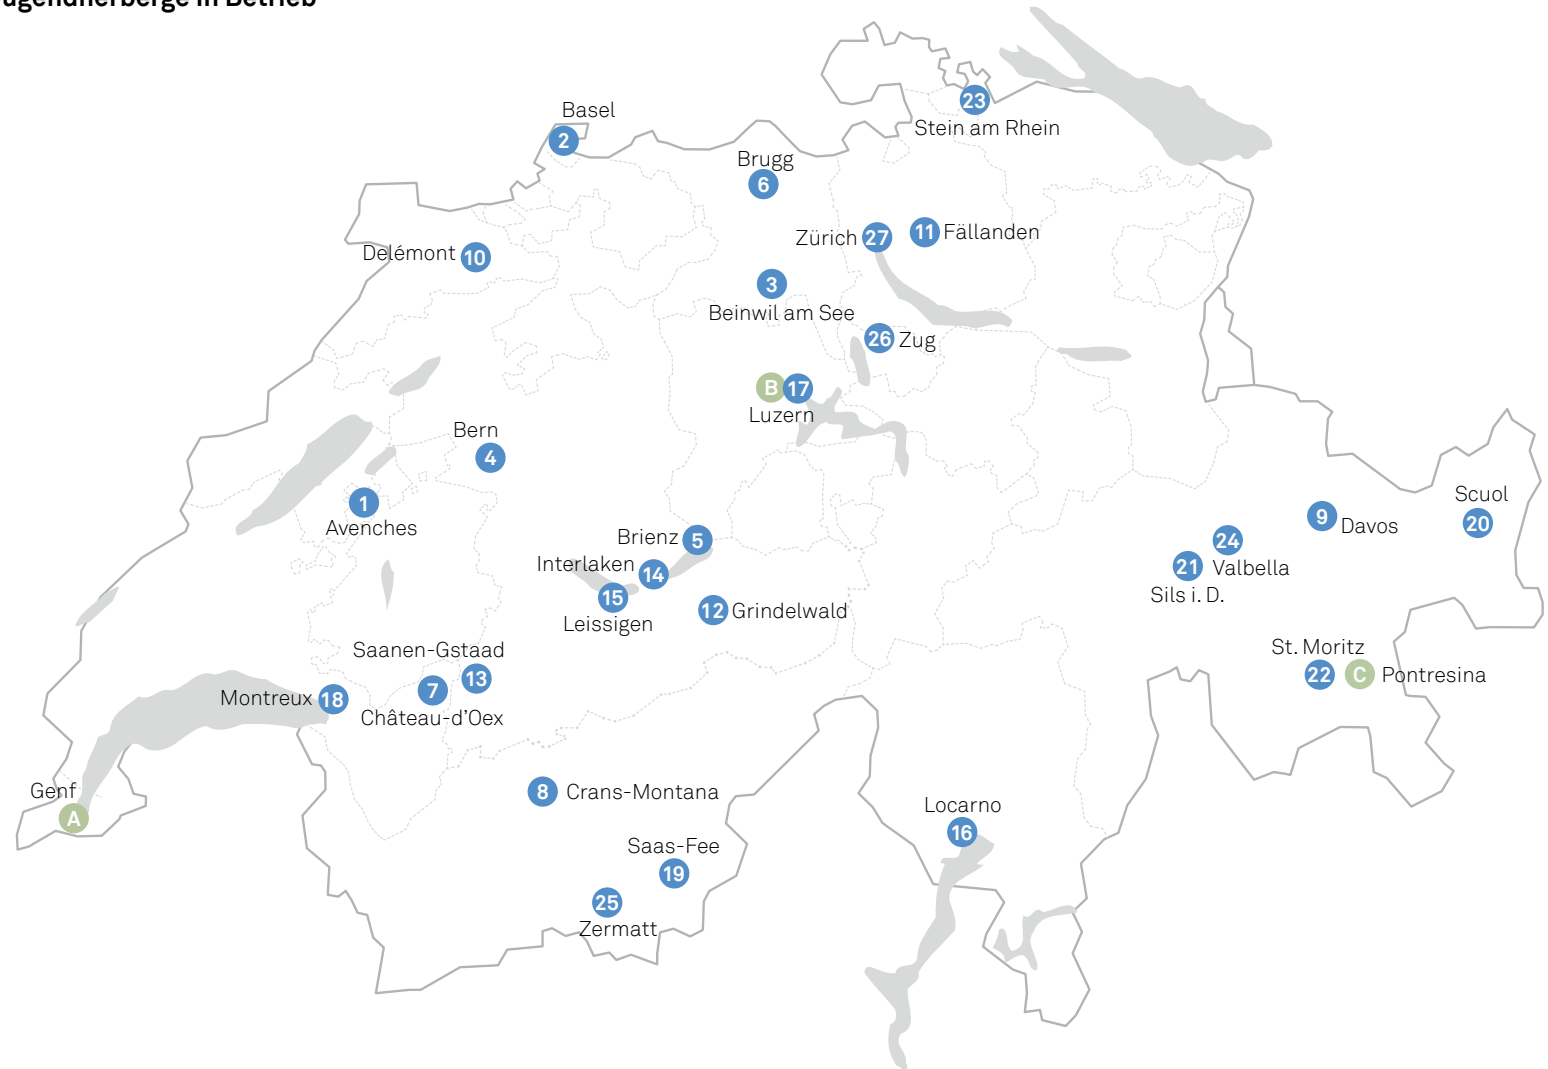 ugendherberge in Betrieb
Basel
2
23
Stein am Rhein
Brugg
6
Zürich 27
11 Fällanden
Delémont 10
3
Beinwil am See
26 Zug
B 17
Luzern
Bern
4
1
Avenches
Scuol
20
9 Davos
Brienz 5
24
Valbella
Interlaken 14
21
Sils i. D.
15
Leissigen
12 Grindelwald
Saanen-Gstaad
13
St. Moritz
22
C Pontresina
Montreux 18
7
Château-d'Oex
Genf
A
8 Crans-Montana
Locarno
16
Saas-Fee
19
25
Zermatt